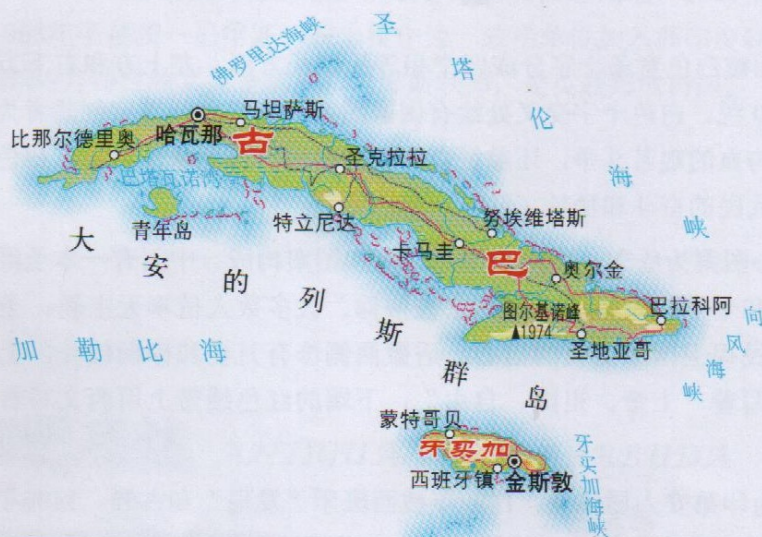 佛罗里达海峡
圣塔伦海峡
马坦萨斯
比那尔德里奥
哈瓦那
古巴
圣克拉拉
巴塔瓦诺湾
青年岛
特立尼达
努埃维塔斯
卡马圭
奥尔金
大安的列斯群岛
图尔基诺峰
▲1974
巴拉科阿
圣地亚哥
向风海峡
加勒比海
蒙特哥贝
牙买加
西班牙镇
金斯敦
牙买加海峡